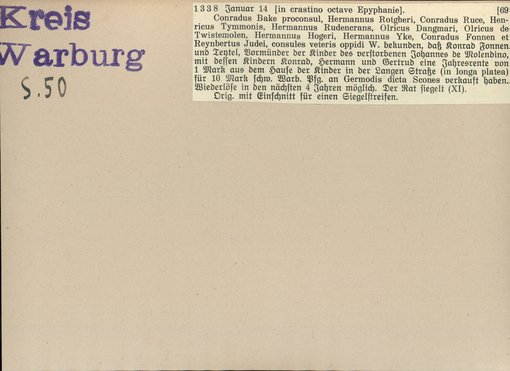 Kreis
Warburg
S. 50
1338 Januar 14 [in crastino octave Epyphanie]. [69
Conradus Bake proconsul, Hermannus Rotgheri, Conradus Ruce, Hen-
ricus Tymmonis, Hermannus Rudencrans, Olricus Dangmari, Olricus de
Twistemolen, Hermannus Hogeri, Hermannus Yke, Conradus Fonnen et
Reynbertus Judei, consules veteris oppidi W. bekunden, daß Konrad Fonnen
und Tentzel, Vormünder der Kinder des verstorbenen Johannes de Molendino,
mit dessen Kindern Konrad, Hermann und Gertrud eine Jahresrente von
1 Mark aus dem Hause der Kinder in der Langen Straße (in longa platea)
für 10 Mark schw. Warb. Pfg. an Germodis dicta Scones verkauft haben.
Wiederlöse in den nächsten 4 Jahren möglich. Der Rat siegelt (XI).
Orig. mit Einschnitt für einen Siegelstreifen.